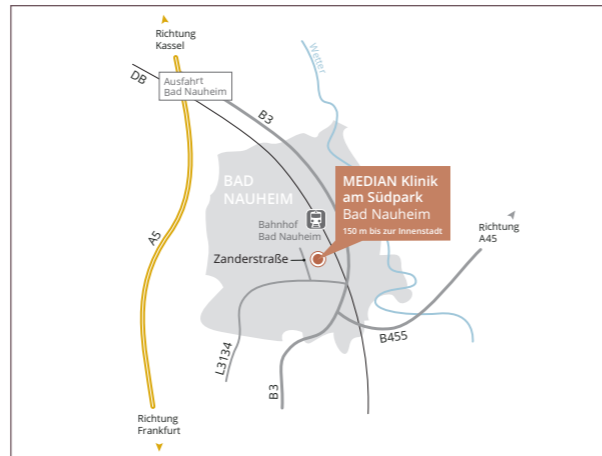 Richtung
Kassel
DB
Ausfahrt
Bad Nauheim
B3
Wetter
BAD
NAUHEIM
MEDIAN Klinik
am Südpark
Bad Nauheim
150 m bis zur Innenstadt
Bahnhof
Bad Nauheim
Richtung
A45
A5
Zanderstraße
B455
L3134
B3
Richtung
Frankfurt